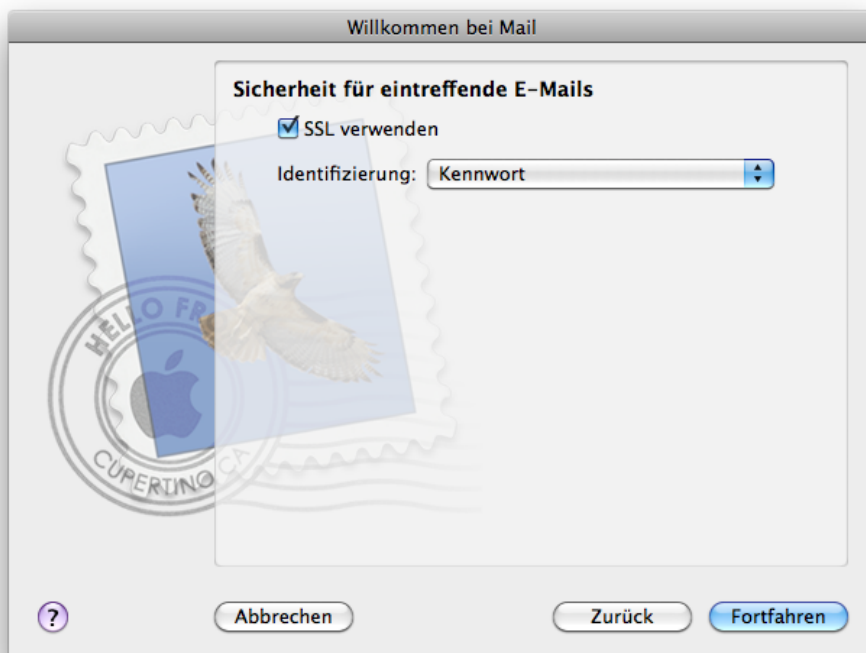 Willkommen bei Mail
Sicherheit für eintreffende E-Mails
SSL verwenden
Identifizierung: Kennwort
HELLO FR
CUPERTINO CA
?
Abbrechen
Zurück
Fortfahren